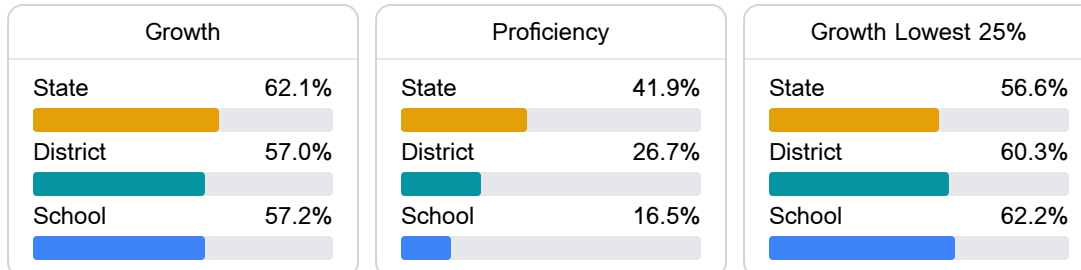 Growth
State 62.1%
District 57.0%
School 57.2%
Proficiency
State 41.9%
District 26.7%
School 16.5%
Growth Lowest 25%
State 56.6%
District 60.3%
School 62.2%